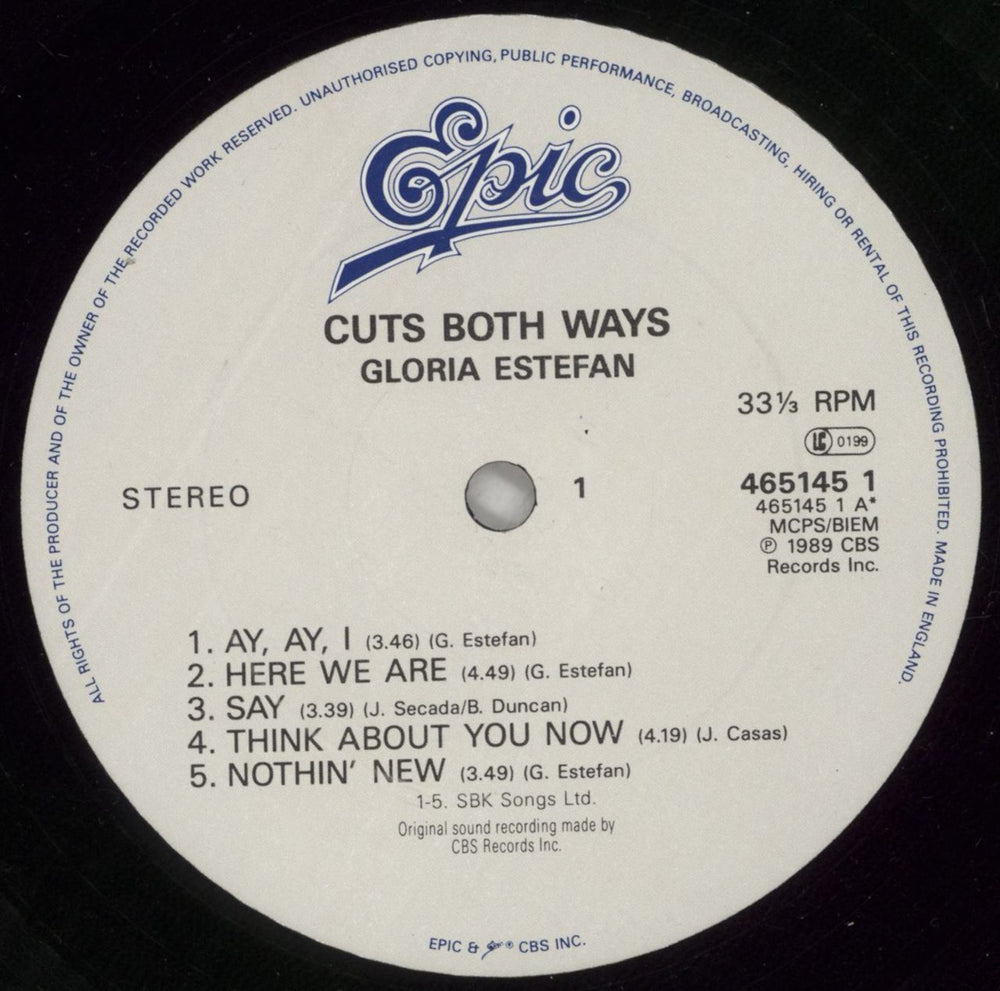 ALL RIGHTS OF THE PRODUCER AND OF THE OWNER OF THE RECORDED WORK RESERVED. UNAUTHORISED COPYING, PUBLIC PERFORMANCE, BROADCASTING, HIRING OR RENTAL OF THIS RECORDING PROHIBITED. MADE IN ENGLAND.
Epic
CUTS BOTH WAYS
GLORIA ESTEFAN
33⅓ RPM
LC 0199
STEREO
1
465145 1
465145 1 A*
MCPS/BIEM
℗ 1989 CBS
Records Inc.
1. AY, AY, I (3.46) (G. Estefan)
2. HERE WE ARE (4.49) (G. Estefan)
3. SAY (3.39) (J. Secada/B. Duncan)
4. THINK ABOUT YOU NOW (4.19) (J. Casas)
5. NOTHIN' NEW (3.49) (G. Estefan)
1-5. SBK Songs Ltd.
Original sound recording made by
CBS Records Inc.
EPIC & Epic ® CBS INC.